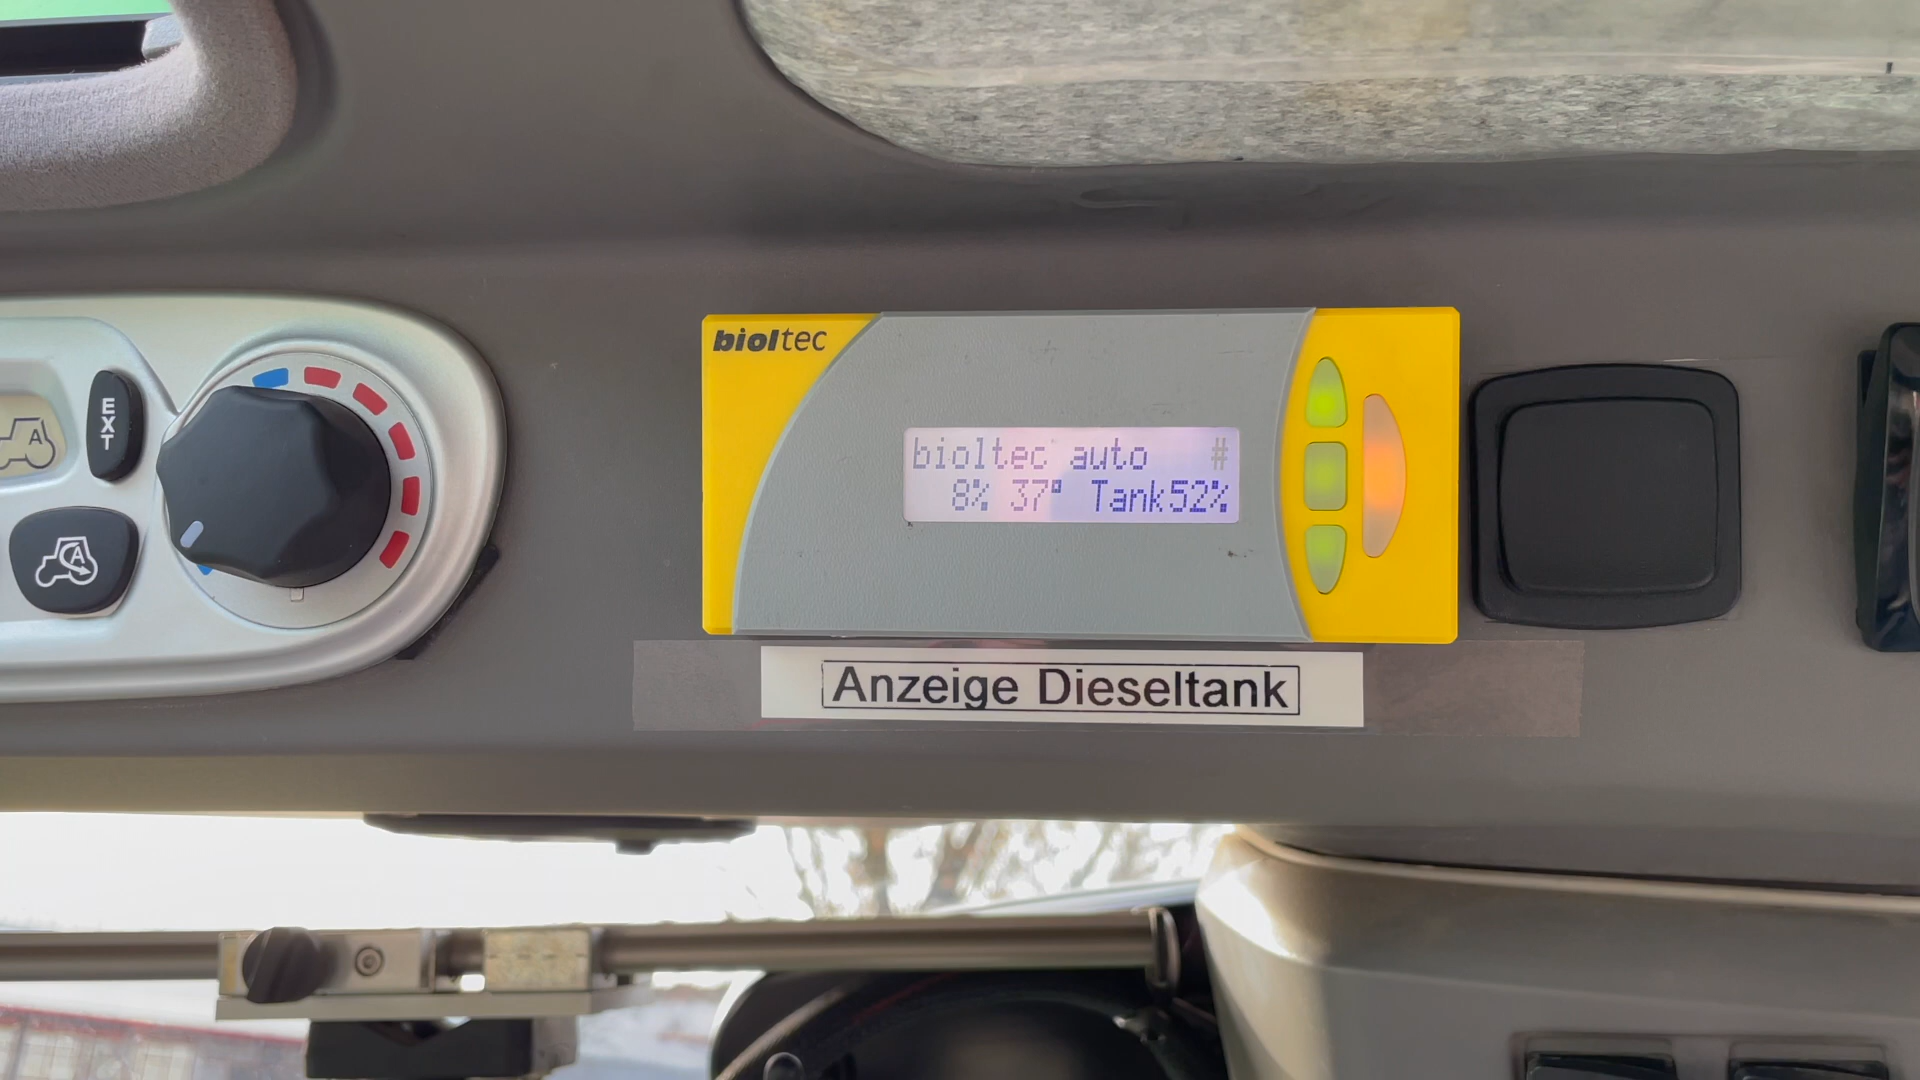 bioltec
EXT
A
A
bioltec auto #
8% 37° Tank52%
Anzeige Dieseltank